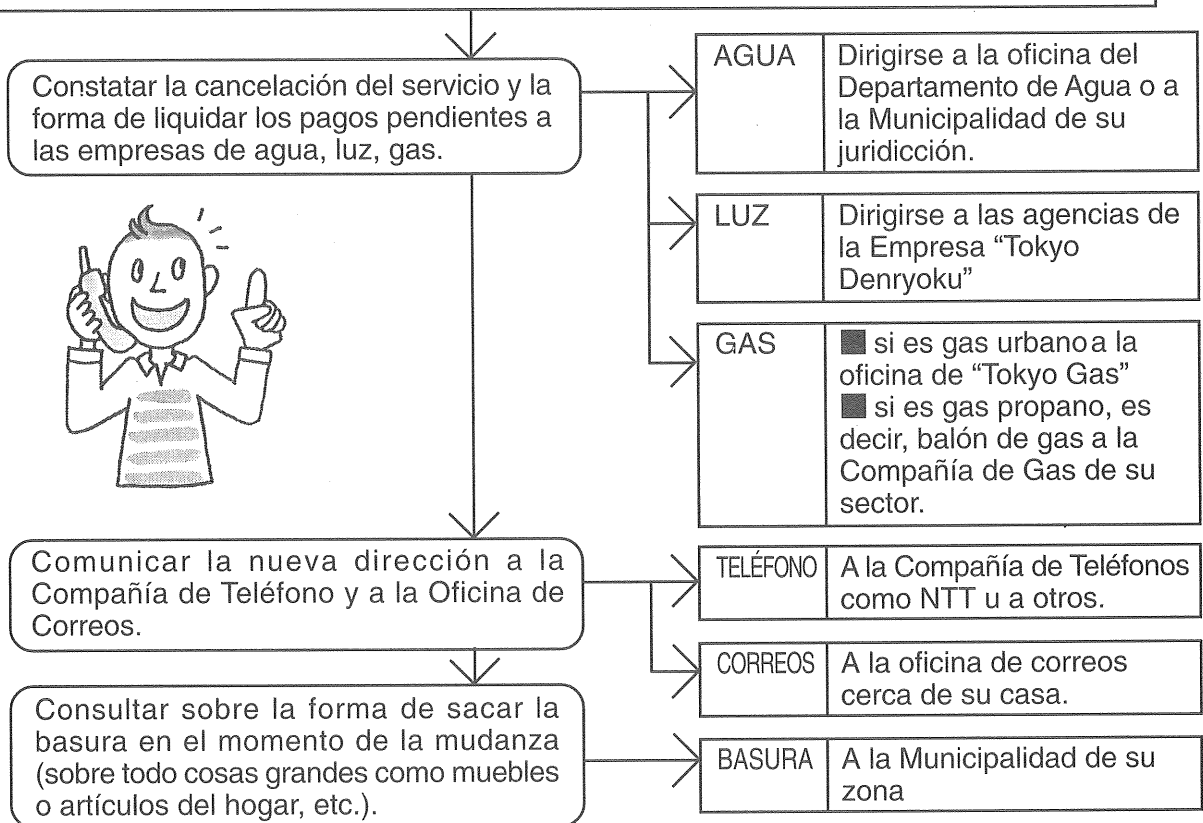 Constatar la cancelación del servicio y la
forma de liquidar los pagos pendientes a
las empresas de agua, luz, gas.
AGUA
Dirigirse a la oficina del
Departamento de Agua o a
la Municipalidad de su
juridicción.
LUZ
Dirigirse a las agencias de
la Empresa “Tokyo
Denryoku”
GAS
■ si es gas urbano a la
oficina de “Tokyo Gas”
■ si es gas propano, es
decir, balón de gas a la
Compañía de Gas de su
sector.
Comunicar la nueva dirección a la
Compañía de Teléfono y a la Oficina de
Correos.
TELÉFONO
A la Compañía de Teléfonos
como NTT u a otros.
CORREOS
A la oficina de correos
cerca de su casa.
Consultar sobre la forma de sacar la
basura en el momento de la mudanza
(sobre todo cosas grandes como muebles
o artículos del hogar, etc.).
BASURA
A la Municipalidad de su
zona